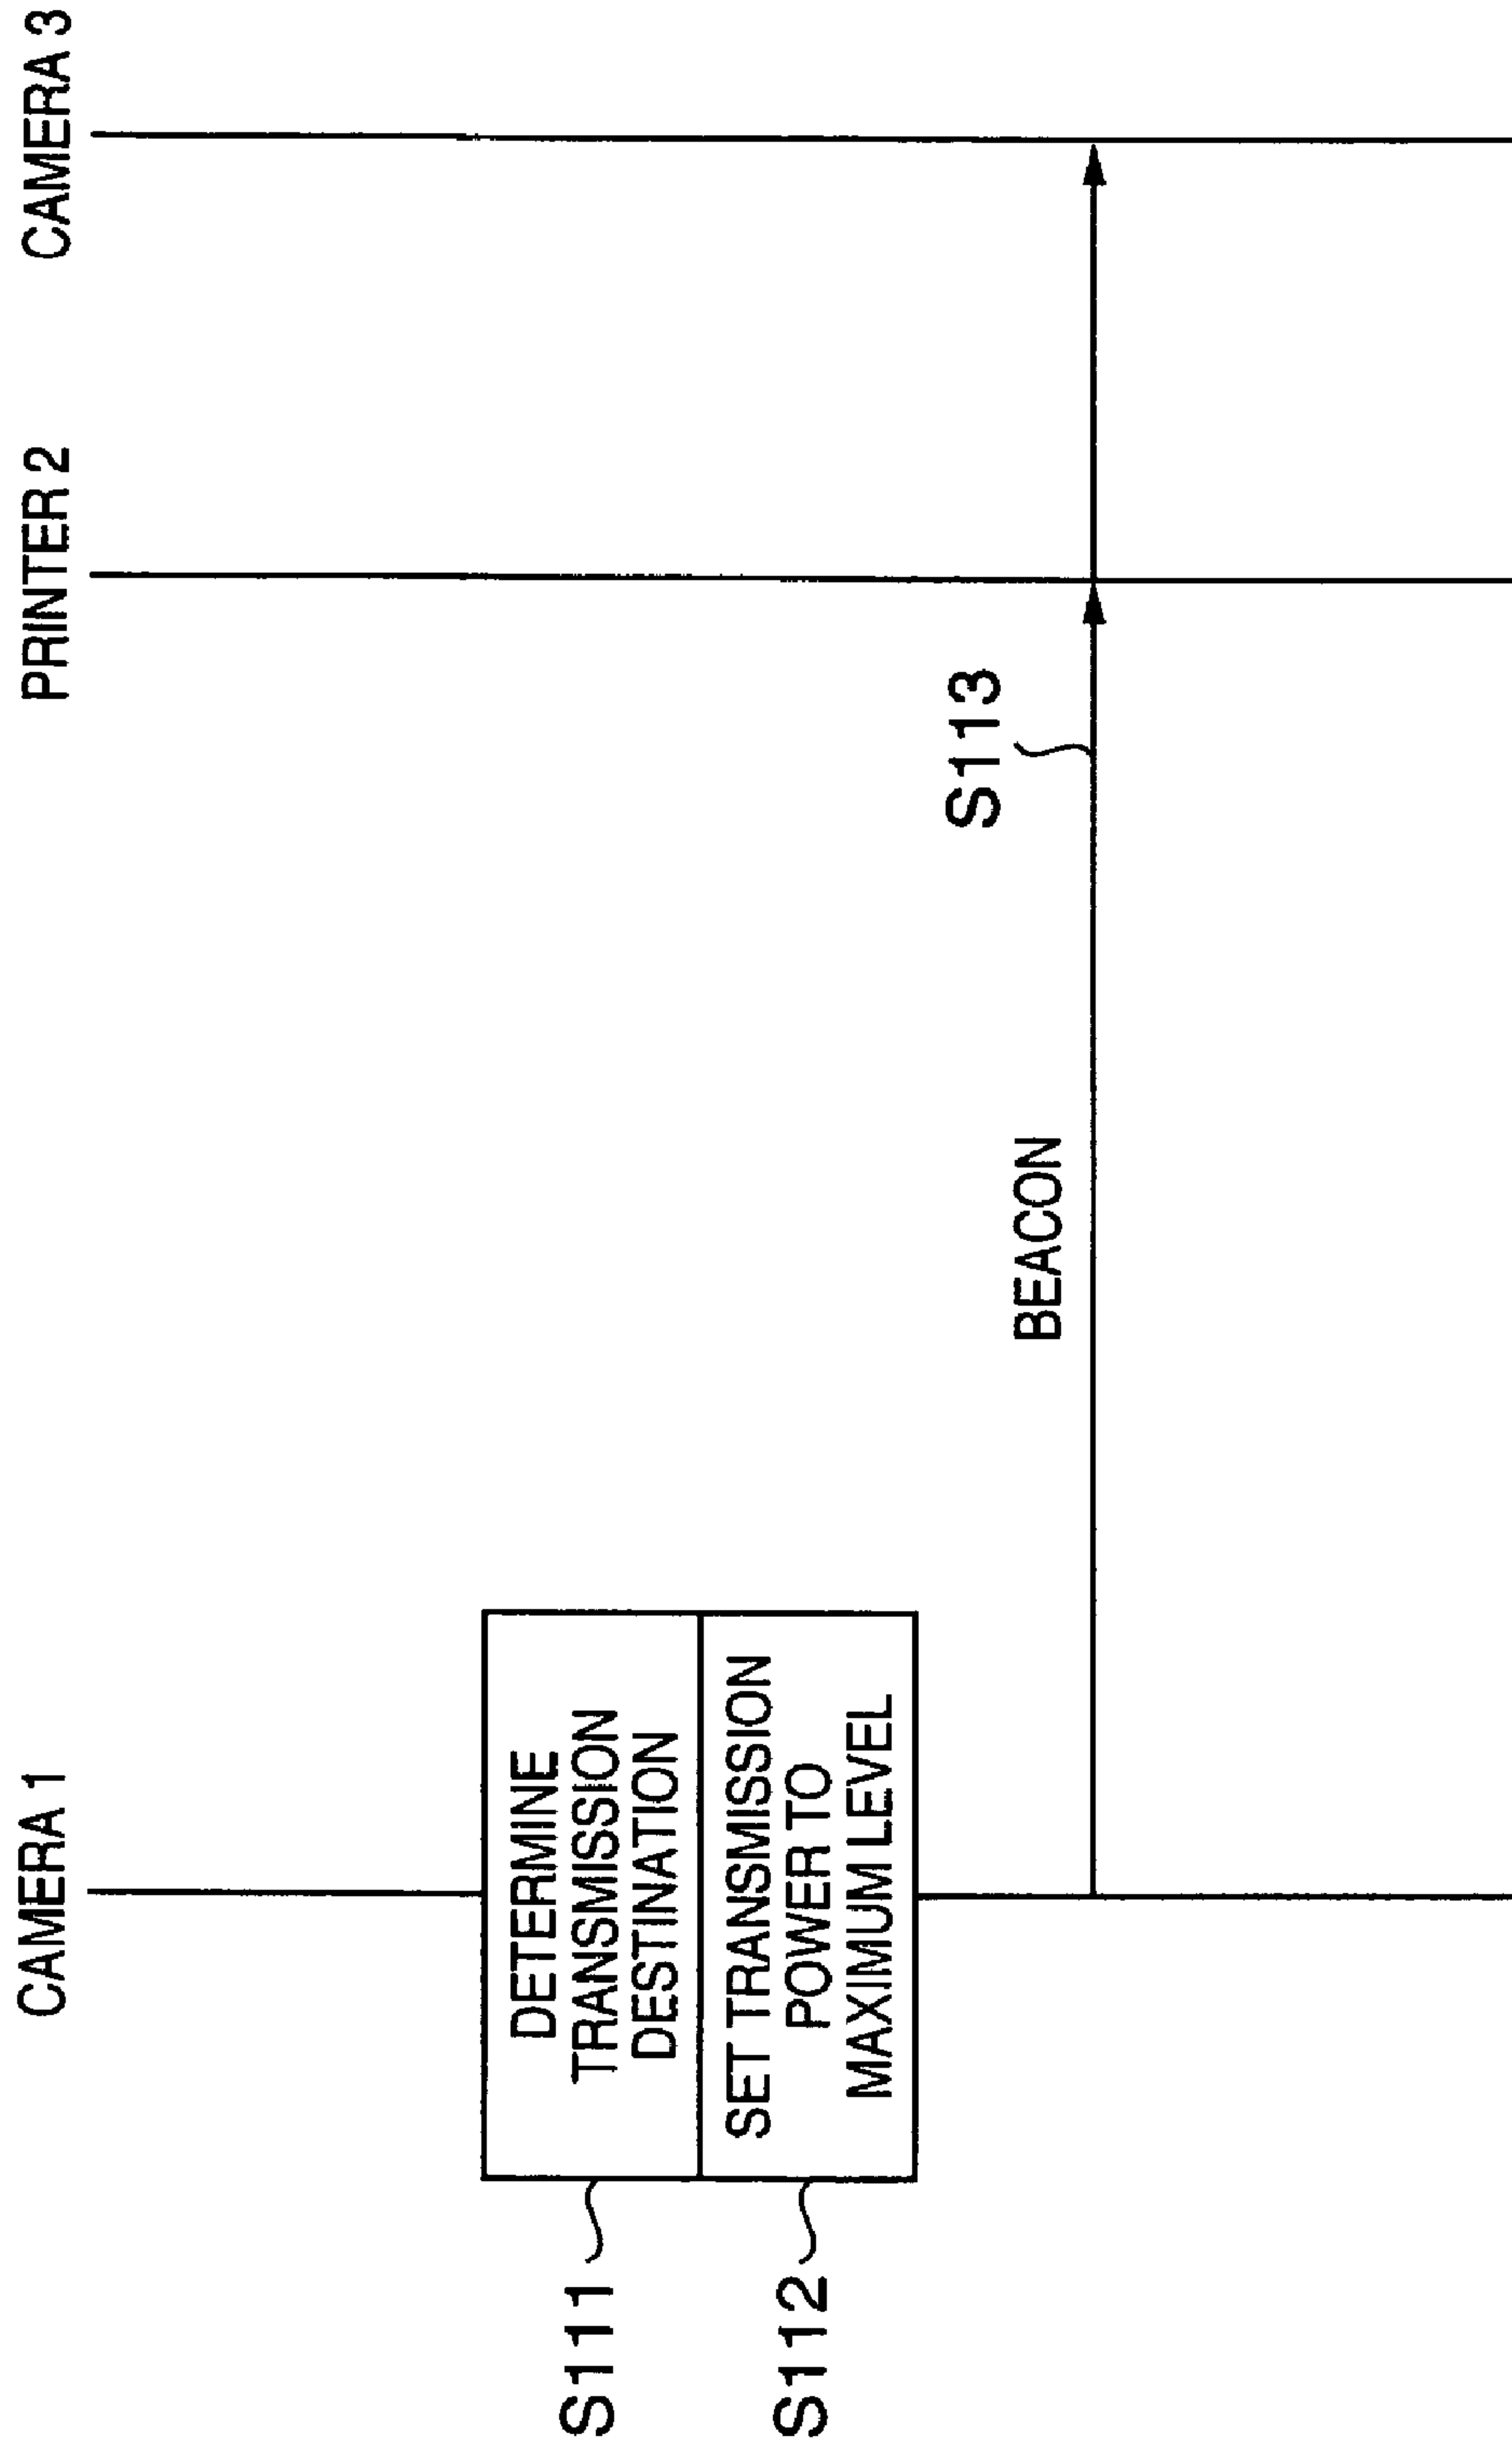 CAMERA 1
PRINTER 2
CAMERA 3
S111
DETERMINE
TRANSMISSION
DESTINATION
S112
SET TRANSMISSION
POWER TO
MAXIMUM LEVEL
BEACON
S113